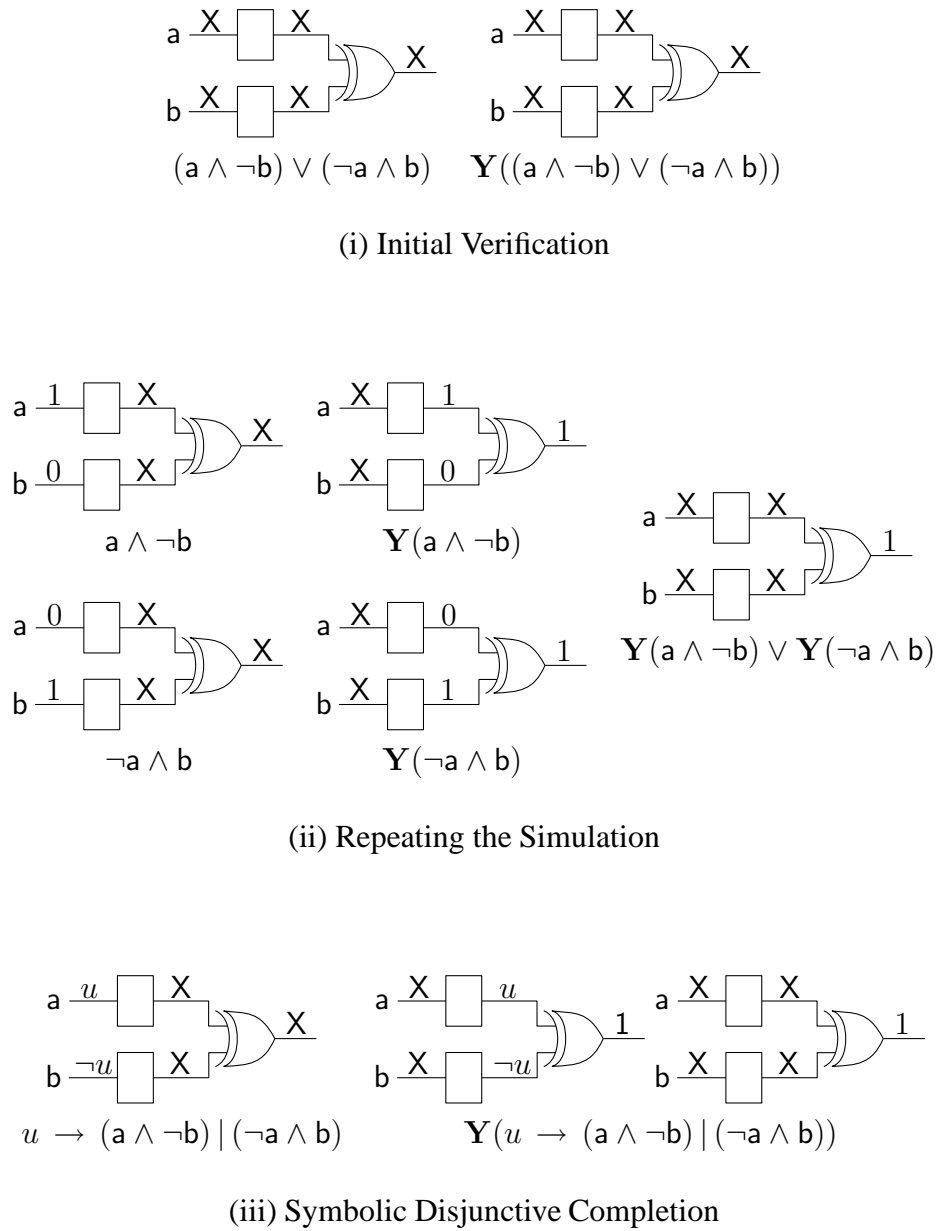 X X X X
a X a X
X X X X
b b
(a ∧ ¬b) ∨ (¬a ∧ b) Y((a ∧ ¬b) ∨ (¬a ∧ b))
(i) Initial Verification
a 1 X X a X 1 1
b 0 X b X 0
a ∧ ¬b Y(a ∧ ¬b)
a X X 1
b X X
Y(a ∧ ¬b) ∨ Y(¬a ∧ b)
a 0 X X a X 0 1
b 1 X b X 1
¬a ∧ b Y(¬a ∧ b)
(ii) Repeating the Simulation
a u X X a X u 1 a X X 1
b ¬u X b X ¬u b X X
u → (a ∧ ¬b) | (¬a ∧ b) Y(u → (a ∧ ¬b) | (¬a ∧ b))
(iii) Symbolic Disjunctive Completion